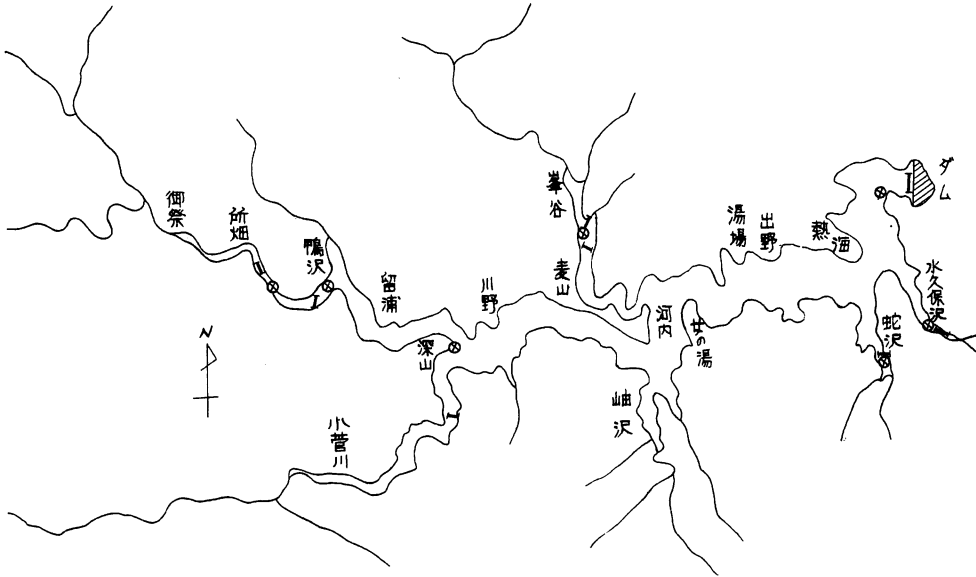 御祭
所畑
鴨沢
留浦
深山
川野
小菅川
峯谷
麦山
河内
女の湯
岫沢
湯場
出野
熱海
ダム
水久保沢
蛇沢
N